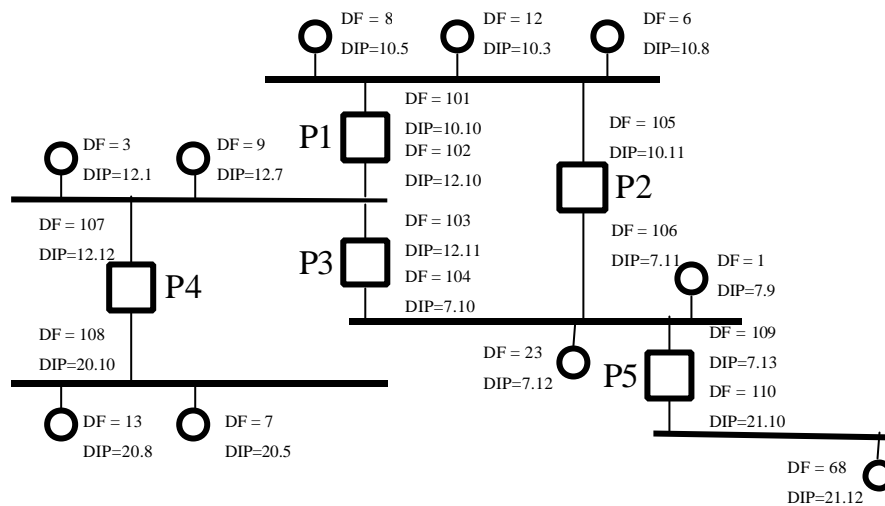 DF = 8
DIP=10.5
DF = 12
DIP=10.3
DF = 6
DIP=10.8
DF = 101
DIP=10.10
P1
DF = 102
DIP=12.10
DF = 105
DIP=10.11
P2
DF = 106
DIP=7.11
DF = 3
DIP=12.1
DF = 9
DIP=12.7
DF = 107
DIP=12.12
P4
DF = 108
DIP=20.10
DF = 103
DIP=12.11
P3
DF = 104
DIP=7.10
DF = 1
DIP=7.9
DF = 23
DIP=7.12
DF = 109
DIP=7.13
P5
DF = 110
DIP=21.10
DF = 13
DIP=20.8
DF = 7
DIP=20.5
DF = 68
DIP=21.12